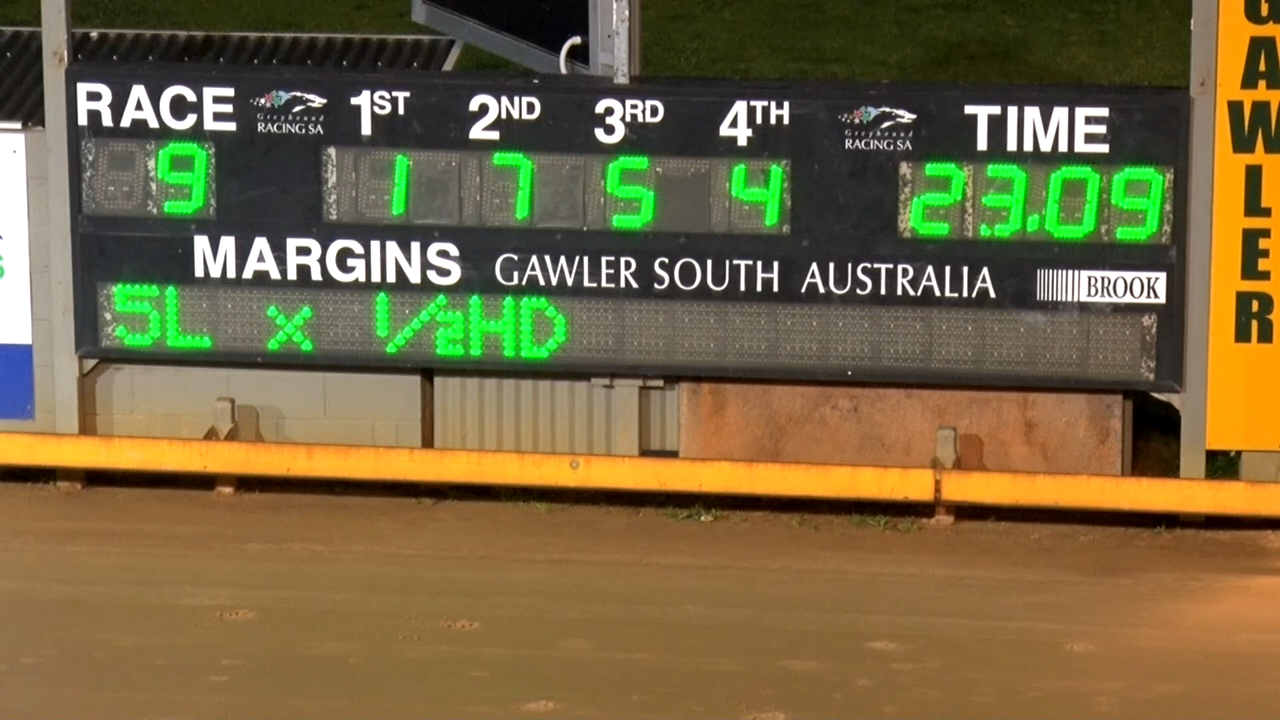 RACE Greyhound RACING SA 1ST 2ND 3RD 4TH Greyhound RACING SA TIME
9 1 7 5 4 23.09
MARGINS GAWLER SOUTH AUSTRALIA BROOK
5L x 1/2HD
GAWLER